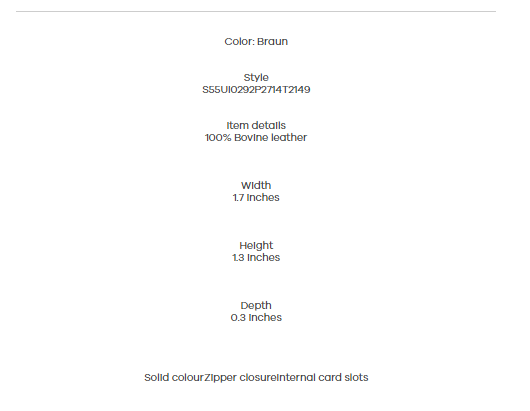 Color: Braun
Style
S55UI0292P2714T2149
Item details
100% Bovine leather
Width
1.7 Inches
Height
1.3 Inches
Depth
0.3 Inches
Solid colourZipper closureInternal card slots